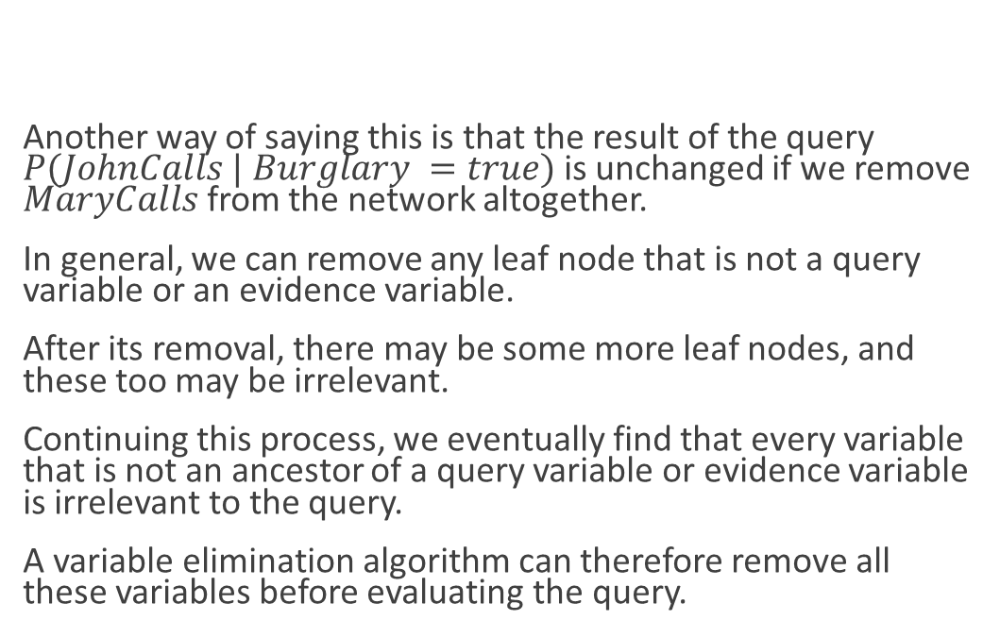 Another way of saying this is that the result of the query
P(JohnCalls | Burglary = true) is unchanged if we remove
MaryCalls from the network altogether.
In general, we can remove any leaf node that is not a query
variable or an evidence variable.
After its removal, there may be some more leaf nodes, and
these too may be irrelevant.
Continuing this process, we eventually find that every variable
that is not an ancestor of a query variable or evidence variable
is irrelevant to the query.
A variable elimination algorithm can therefore remove all
these variables before evaluating the query.